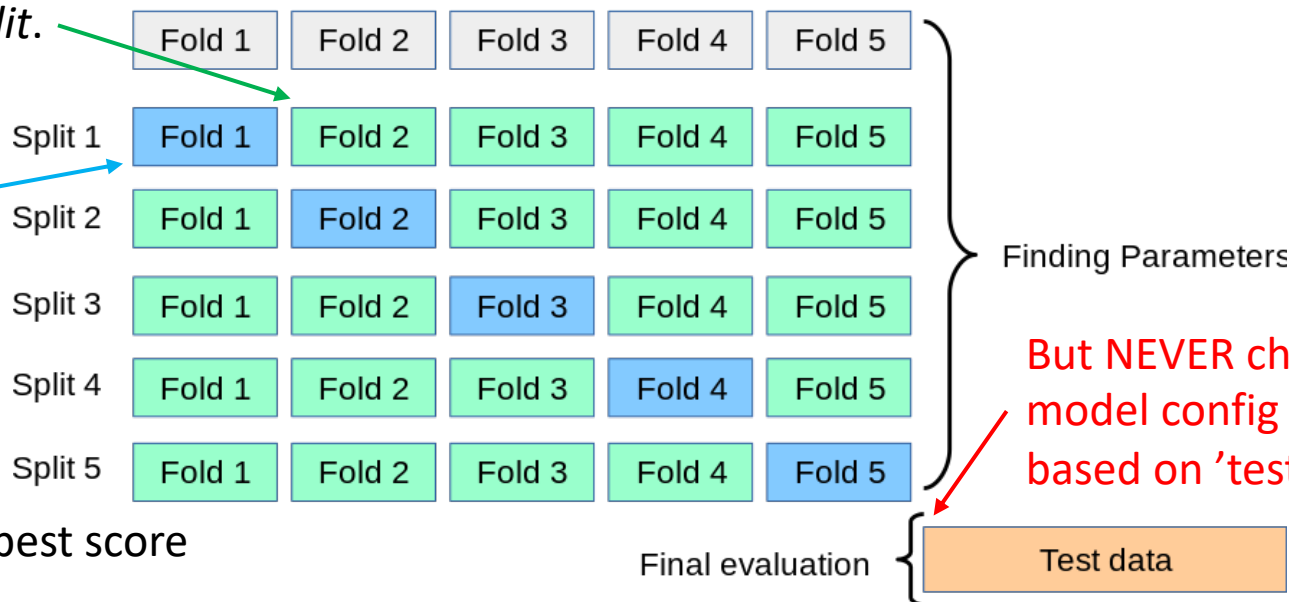 lit.
Fold 1 Fold 2 Fold 3 Fold 4 Fold 5
Split 1 Fold 1 Fold 2 Fold 3 Fold 4 Fold 5
Split 2 Fold 1 Fold 2 Fold 3 Fold 4 Fold 5
Split 3 Fold 1 Fold 2 Fold 3 Fold 4 Fold 5
Split 4 Fold 1 Fold 2 Fold 3 Fold 4 Fold 5
Split 5 Fold 1 Fold 2 Fold 3 Fold 4 Fold 5
Finding Parameters
But NEVER ch
model config
based on ’test
best score
Final evaluation
Test data